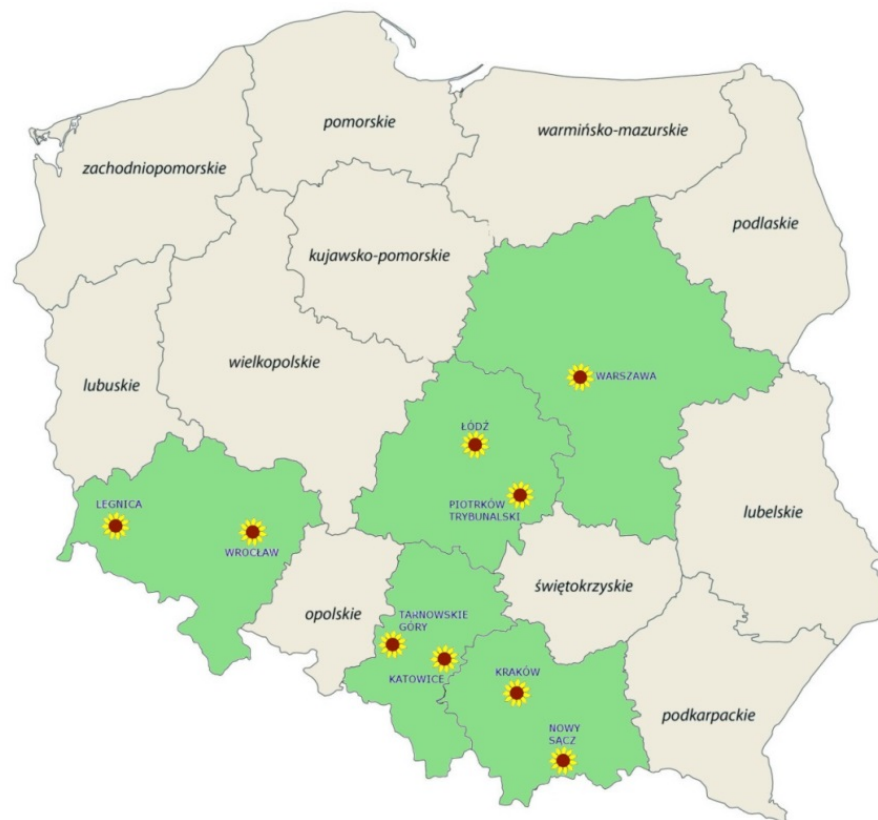 pomorskie
warmińsko-mazurskie
zachodniopomorskie
podlaskie
kujawsko-pomorskie
wielkopolskie
lubuskie
WARSZAWA
ŁÓDŹ
LEGNICA
PIOTRKÓW
TRYBUNALSKI
lubelskie
WROCŁAW
świętokrzyskie
opolskie
TARNOWSKIE
GÓRY
KATOWICE
KRAKÓW
podkarpackie
NOWY
SĄCZ